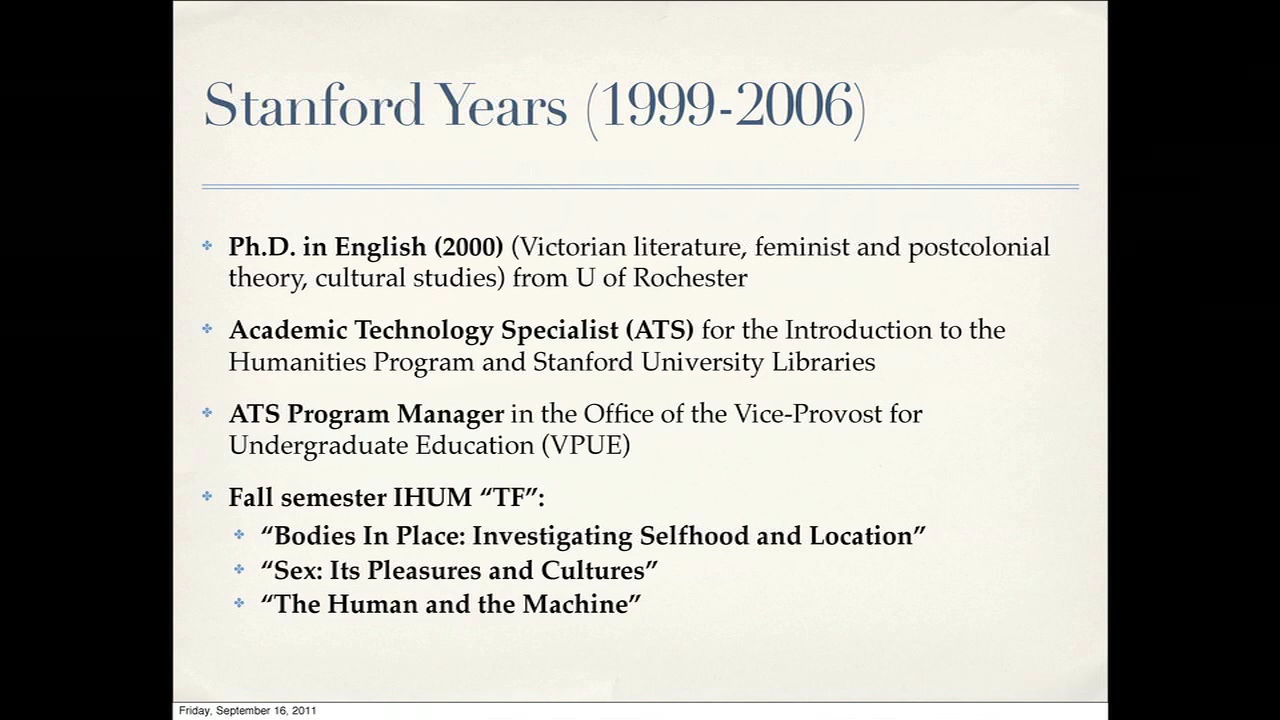 Stanford Years (1999-2006)
Ph.D. in English (2000) (Victorian literature, feminist and postcolonial
theory, cultural studies) from U of Rochester
Academic Technology Specialist (ATS) for the Introduction to the
Humanities Program and Stanford University Libraries
ATS Program Manager in the Office of the Vice-Provost for
Undergraduate Education (VPUE)
Fall semester IHUM “TF”:
“Bodies In Place: Investigating Selfhood and Location”
“Sex: Its Pleasures and Cultures”
“The Human and the Machine”
Friday, September 16, 2011